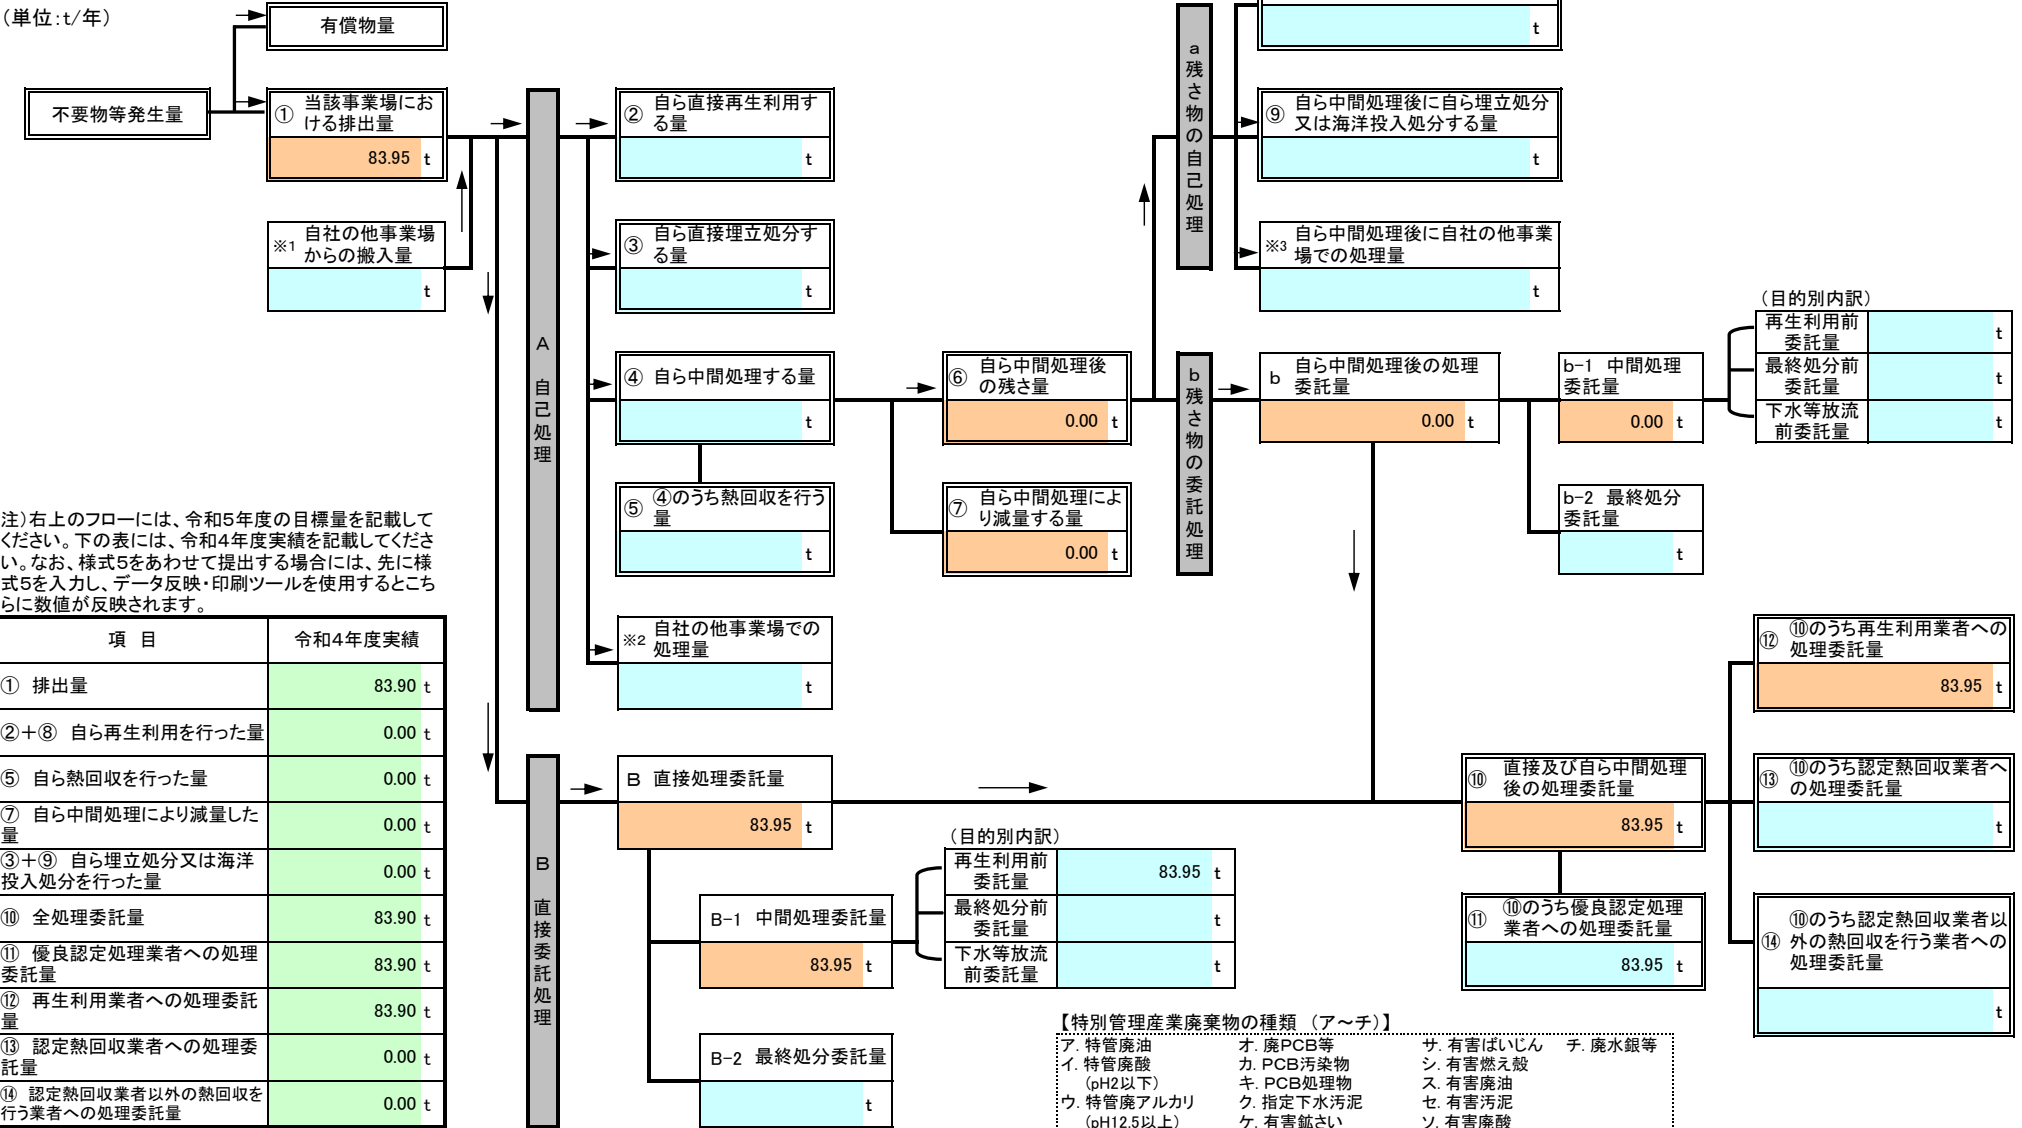 （単位:t/年）
有償物量
不要物等発生量
① 当該事業場にお
ける排出量
83.95 t
※1 自社の他事業場
からの搬入量
t
A 自己処理
② 自ら直接再生利用す
る量
t
③ 自ら直接埋立処分す
る量
t
④ 自ら中間処理する量
t
⑤ ④のうち熱回収を行う
量
t
※2 自社の他事業場での
処理量
t
⑥ 自ら中間処理後
の残さ量
0.00 t
⑦ 自ら中間処理によ
り減量する量
0.00 t
a残さ物の自己処理
t
⑨ 自ら中間処理後に自ら埋立処分
又は海洋投入処分する量
t
※3 自ら中間処理後に自社の他事業
場での処理量
t
b残さ物の委託処理
b 自ら中間処理後の処理
委託量
0.00 t
b-1 中間処理
委託量
0.00 t
b-2 最終処分
委託量
t
（目的別内訳）
再生利用前
委託量
t
最終処分前
委託量
t
下水等放流
前委託量
t
注）右上のフローには、令和5年度の目標量を記載して
ください。下の表には、令和4年度実績を記載してくださ
い。なお、様式5をあわせて提出する場合には、先に様
式5を入力し、データ反映・印刷ツールを使用するとこち
らに数値が反映されます。
項 目 令和4年度実績
① 排出量 83.90 t
②＋⑧ 自ら再生利用を行った量 0.00 t
⑤ 自ら熱回収を行った量 0.00 t
⑦ 自ら中間処理により減量した
量 0.00 t
③＋⑨ 自ら埋立処分又は海洋
投入処分を行った量 0.00 t
⑩ 全処理委託量 83.90 t
⑪ 優良認定処理業者への処理
委託量 83.90 t
⑫ 再生利用業者への処理委託
量 83.90 t
⑬ 認定熱回収業者への処理委
託量 0.00 t
⑭ 認定熱回収業者以外の熱回収を
行う業者への処理委託量 0.00 t
B 直接委託処理
B 直接処理委託量
83.95 t
B-1 中間処理委託量
83.95 t
B-2 最終処分委託量
t
（目的別内訳）
再生利用前
委託量
83.95 t
最終処分前
委託量
t
下水等放流
前委託量
t
⑩ 直接及び自ら中間処理
後の処理委託量
83.95 t
⑪ ⑩のうち優良認定処理
業者への処理委託量
83.95 t
⑫ ⑩のうち再生利用業者への
処理委託量
83.95 t
⑬ ⑩のうち認定熱回収業者へ
の処理委託量
t
⑭ ⑩のうち認定熱回収業者以
外の熱回収を行う業者への
処理委託量
t
【特別管理産業廃棄物の種類 （ア～チ）】
ア. 特管廃油 オ. 廃PCB等 サ. 有害ばいじん チ. 廃水銀等
イ. 特管廃酸 カ. PCB汚染物 シ. 有害燃え殻
（pH2以下） キ. PCB処理物 ス. 有害廃油
ウ. 特管廃アルカリ ク. 指定下水汚泥 セ. 有害汚泥
（pH12.5以上） ケ. 有害鉱さい ソ. 有害廃酸